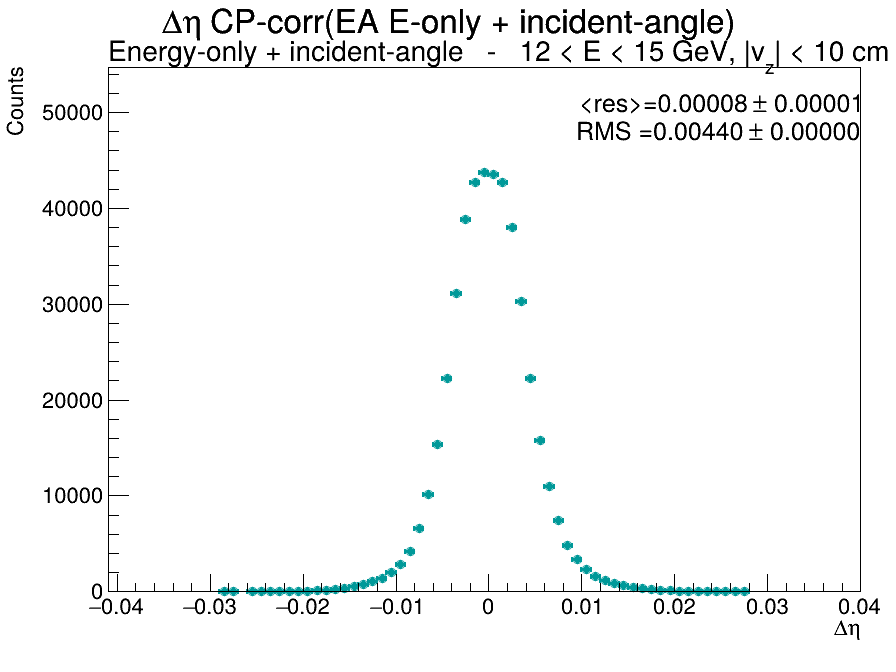 Δη CP-corr(EA E-only + incident-angle)
Energy-only + incident-angle - 12 < E < 15 GeV, |v_z| < 10 cm
<res>=0.00008 ± 0.00001
RMS =0.00440 ± 0.00000
Counts
50000
40000
30000
20000
10000
0
−0.04 −0.03 −0.02 −0.01 0 0.01 0.02 0.03 0.04
Δη